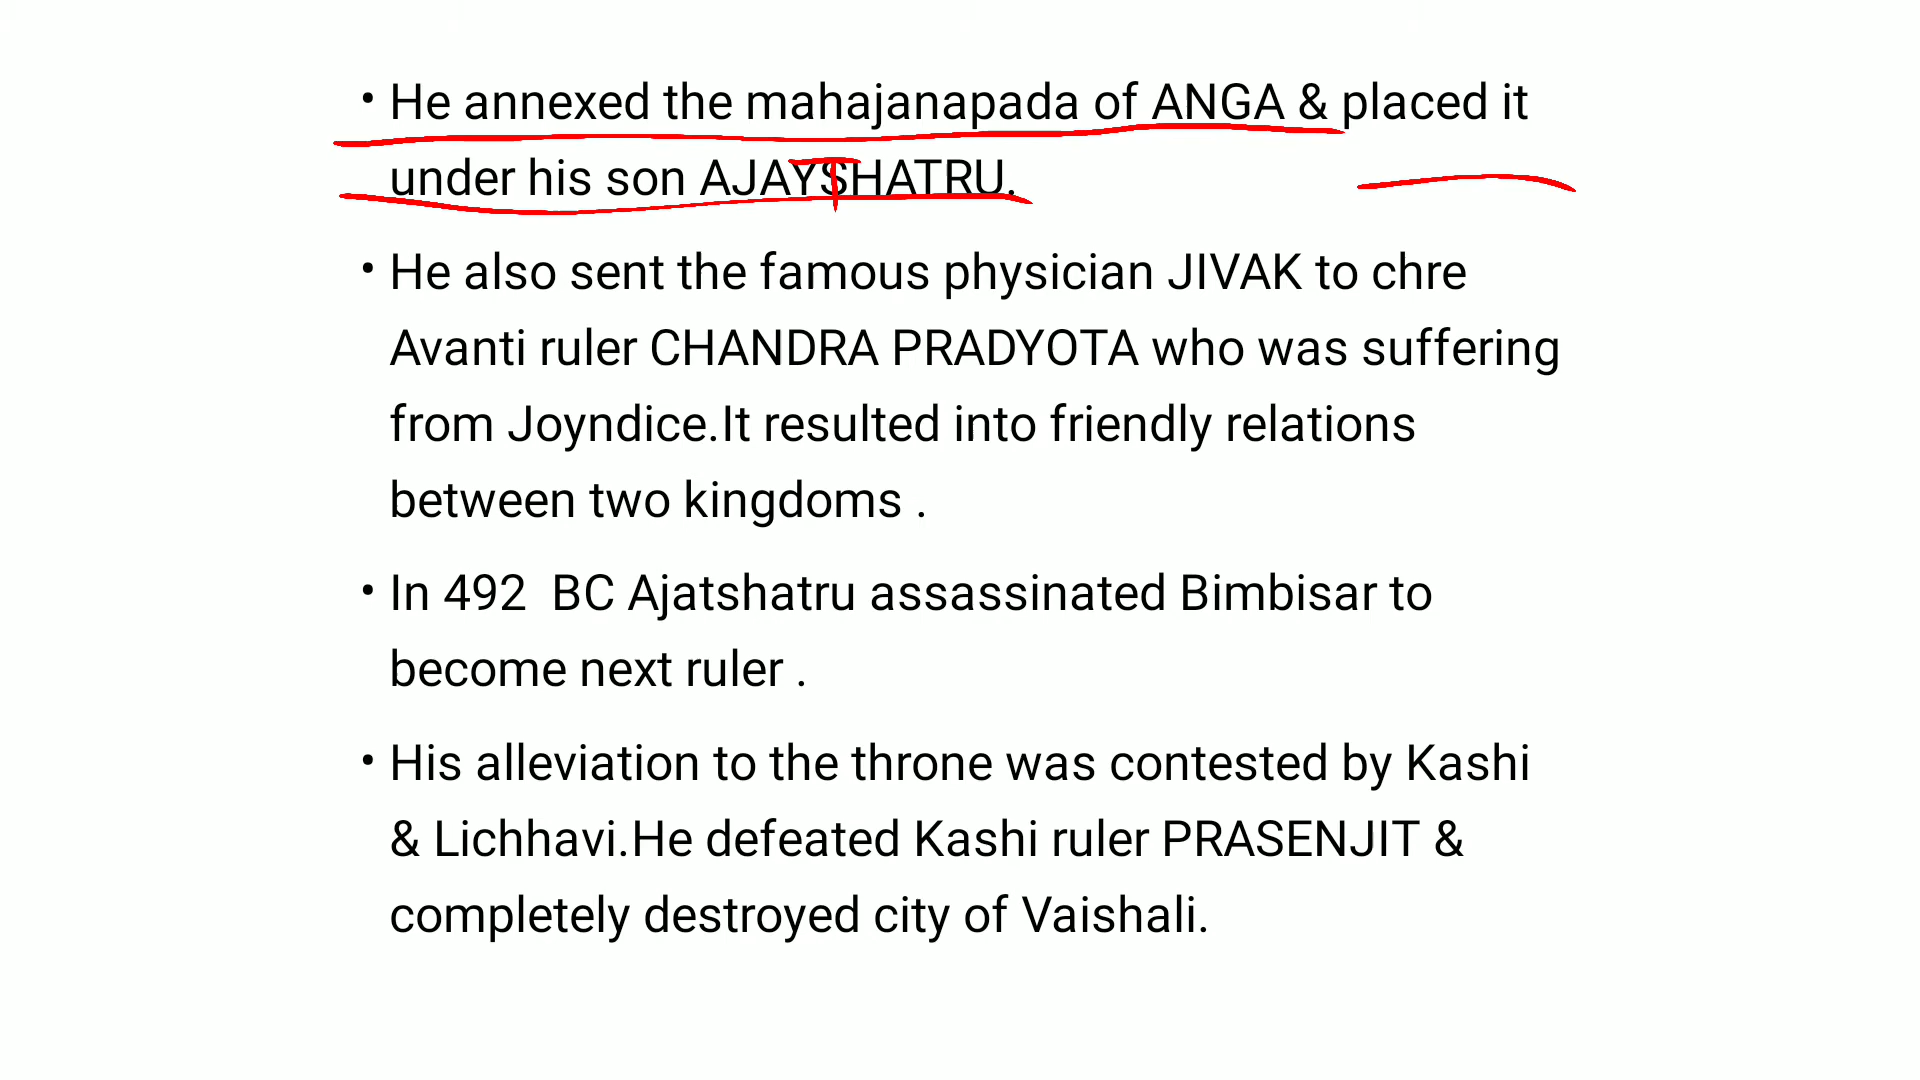 • He annexed the mahajanapada of ANGA & placed it
under his son AJAYSHATRU.
• He also sent the famous physician JIVAK to chre
Avanti ruler CHANDRA PRADYOTA who was suffering
from Joyndice.It resulted into friendly relations
between two kingdoms .
• In 492  BC Ajatshatru assassinated Bimbisar to
become next ruler .
• His alleviation to the throne was contested by Kashi
& Lichhavi.He defeated Kashi ruler PRASENJIT &
completely destroyed city of Vaishali.